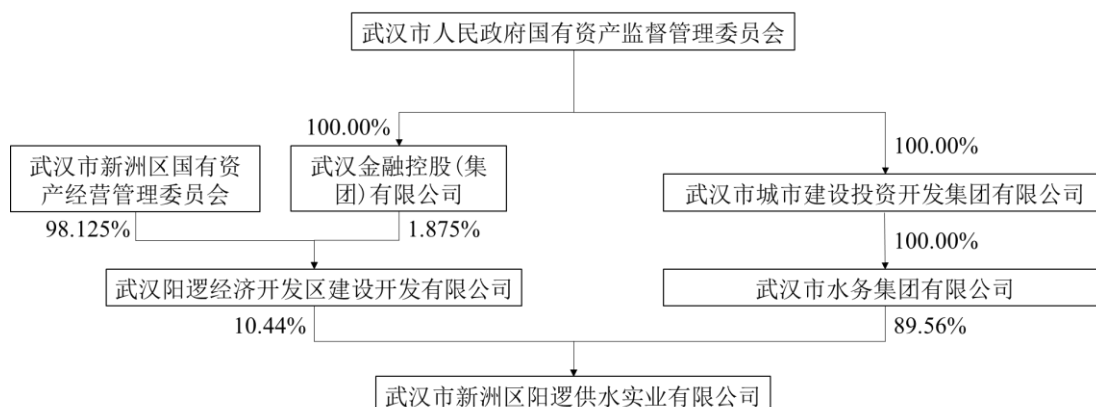 武汉市人民政府国有资产监督管理委员会
100.00%
100.00%
武汉市新洲区国有资
产经营管理委员会
武汉金融控股(集
团)有限公司
武汉市城市建设投资开发集团有限公司
98.125%
1.875%
100.00%
武汉阳逻经济开发区建设开发有限公司
武汉市水务集团有限公司
10.44%
89.56%
武汉市新洲区阳逻供水实业有限公司